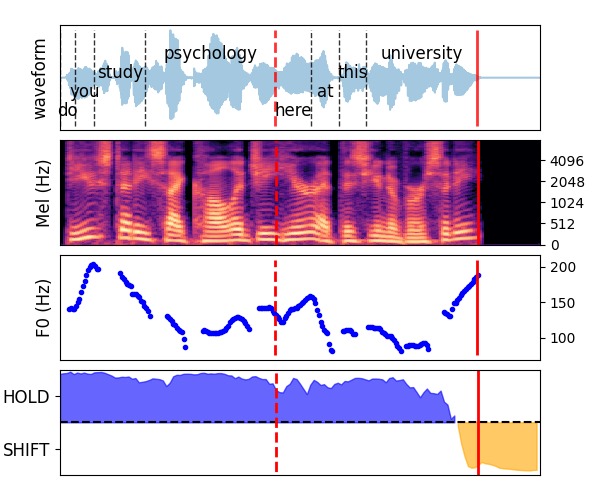 waveform
do
you
study
psychology
here
at
this
university
Mel (Hz)
4096
2048
1024
512
0
F0 (Hz)
200
150
100
HOLD
SHIFT